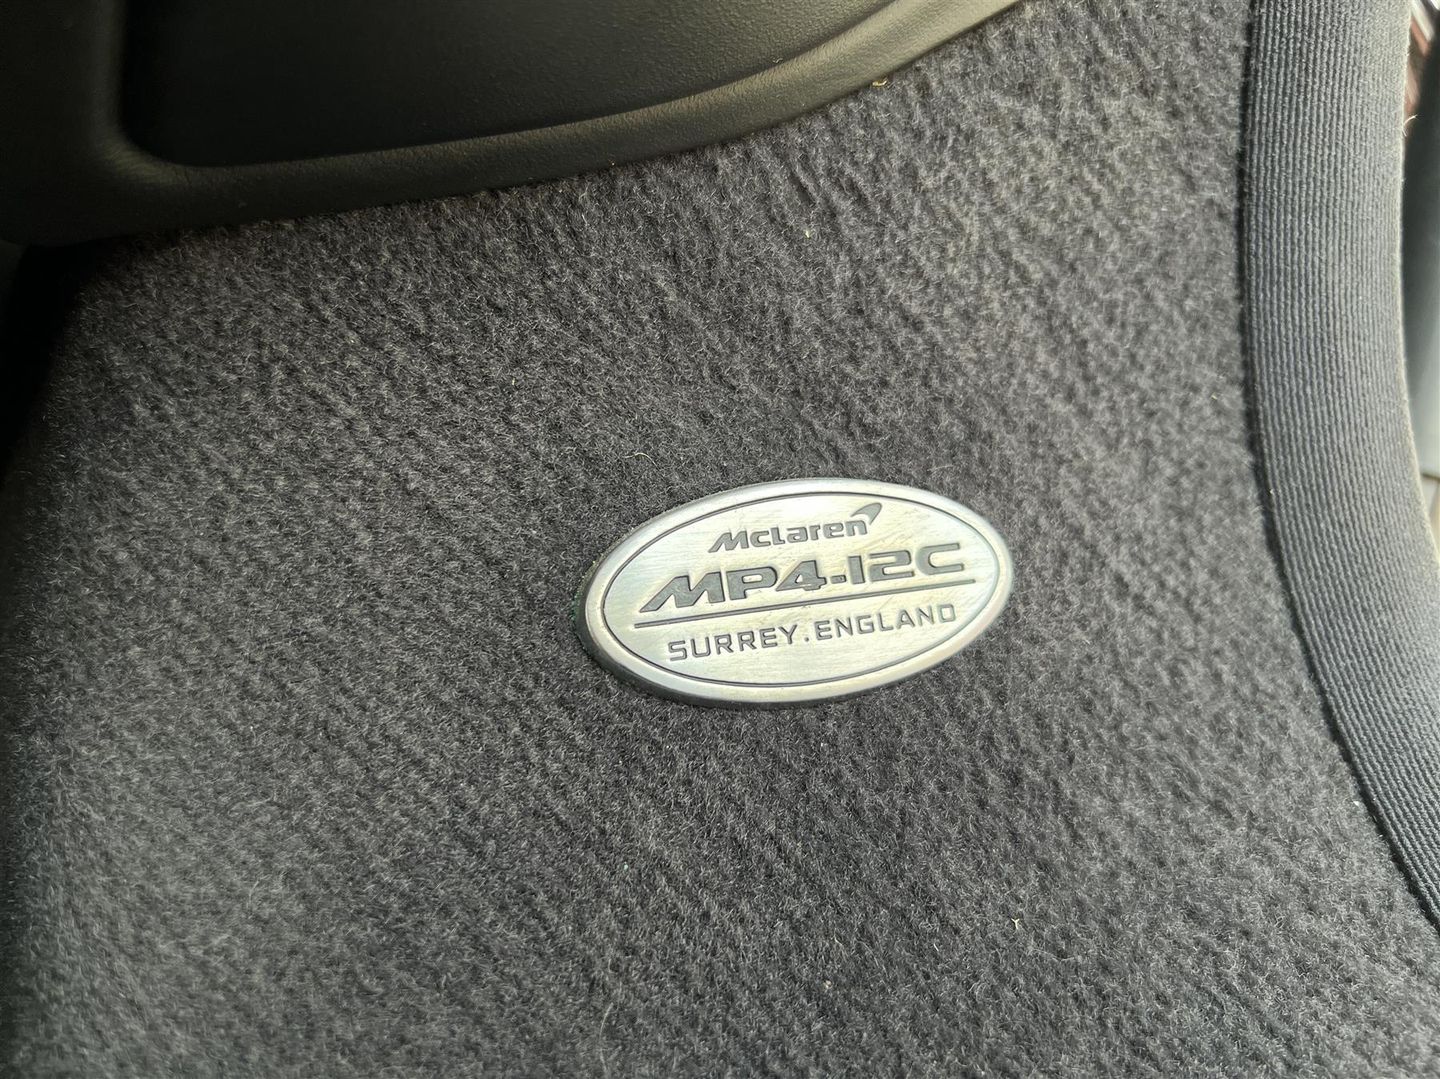 McLaren
MP4-12C
SURREY.ENGLAND